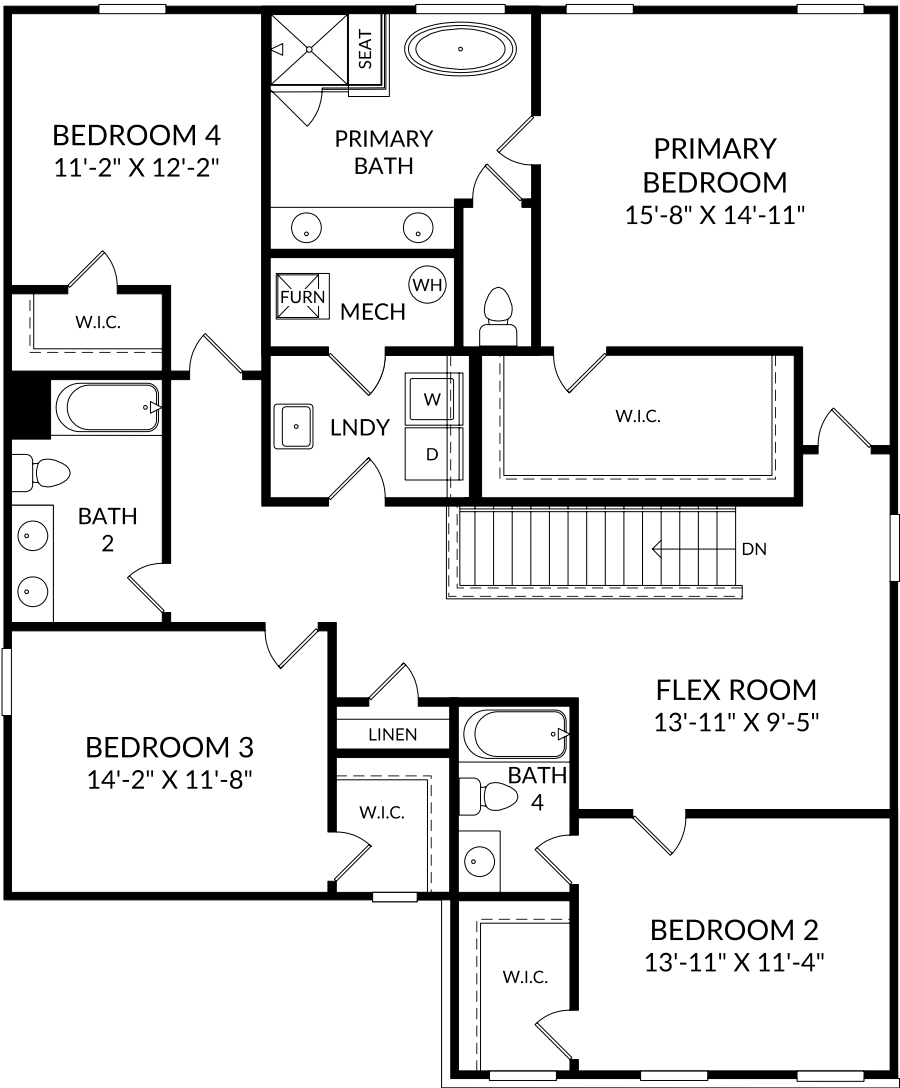 SEAT
BEDROOM 4
11'-2" X 12'-2"
PRIMARY
BATH
PRIMARY
BEDROOM
15'-8" X 14'-11"
FURN
WH
MECH
W.I.C.
W
LNDY
D
W.I.C.
BATH
2
DN
FLEX ROOM
13'-11" X 9'-5"
LINEN
BEDROOM 3
14'-2" X 11'-8"
BATH
4
W.I.C.
BEDROOM 2
13'-11" X 11'-4"
W.I.C.